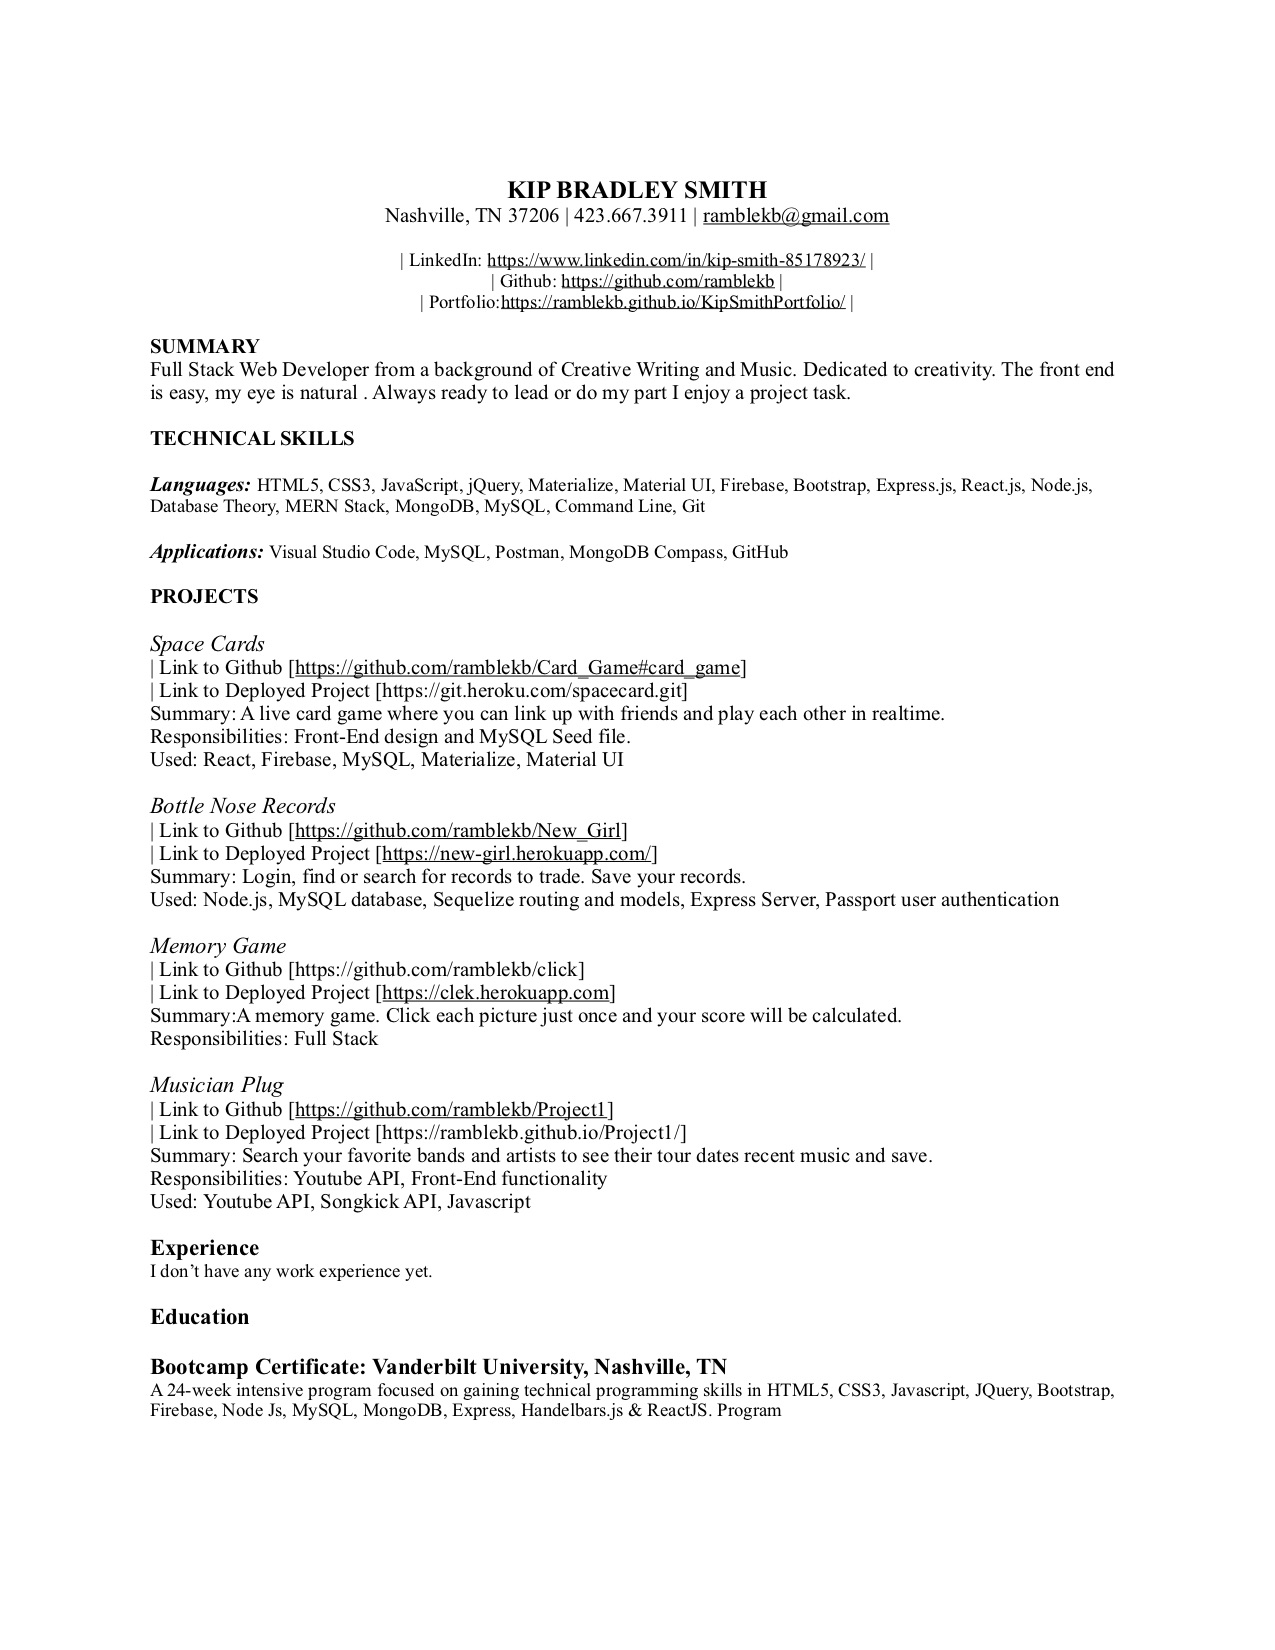 KIP BRADLEY SMITH
Nashville, TN 37206 | 423.667.3911 | ramblekb@gmail.com
| LinkedIn: https://www.linkedin.com/in/kip-smith-85178923/ |
| Github: https://github.com/ramblekb |
| Portfolio:https://ramblekb.github.io/KipSmithPortfolio/ |
SUMMARY
Full Stack Web Developer from a background of Creative Writing and Music. Dedicated to creativity. The front end
is easy, my eye is natural . Always ready to lead or do my part I enjoy a project task.
TECHNICAL SKILLS
Languages: HTML5, CSS3, JavaScript, jQuery, Materialize, Material UI, Firebase, Bootstrap, Express.js, React.js, Node.js,
Database Theory, MERN Stack, MongoDB, MySQL, Command Line, Git
Applications: Visual Studio Code, MySQL, Postman, MongoDB Compass, GitHub
PROJECTS
Space Cards
| Link to Github [https://github.com/ramblekb/Card_Game#card_game]
| Link to Deployed Project [https://git.heroku.com/spacecard.git]
Summary: A live card game where you can link up with friends and play each other in realtime.
Responsibilities: Front-End design and MySQL Seed file.
Used: React, Firebase, MySQL, Materialize, Material UI
Bottle Nose Records
| Link to Github [https://github.com/ramblekb/New_Girl]
| Link to Deployed Project [https://new-girl.herokuapp.com/]
Summary: Login, find or search for records to trade. Save your records.
Used: Node.js, MySQL database, Sequelize routing and models, Express Server, Passport user authentication
Memory Game
| Link to Github [https://github.com/ramblekb/click]
| Link to Deployed Project [https://clek.herokuapp.com]
Summary:A memory game. Click each picture just once and your score will be calculated.
Responsibilities: Full Stack
Musician Plug
| Link to Github [https://github.com/ramblekb/Project1]
| Link to Deployed Project [https://ramblekb.github.io/Project1/]
Summary: Search your favorite bands and artists to see their tour dates recent music and save.
Responsibilities: Youtube API, Front-End functionality
Used: Youtube API, Songkick API, Javascript
Experience
I don’t have any work experience yet.
Education
Bootcamp Certificate: Vanderbilt University, Nashville, TN
A 24-week intensive program focused on gaining technical programming skills in HTML5, CSS3, Javascript, JQuery, Bootstrap,
Firebase, Node Js, MySQL, MongoDB, Express, Handelbars.js & ReactJS. Program